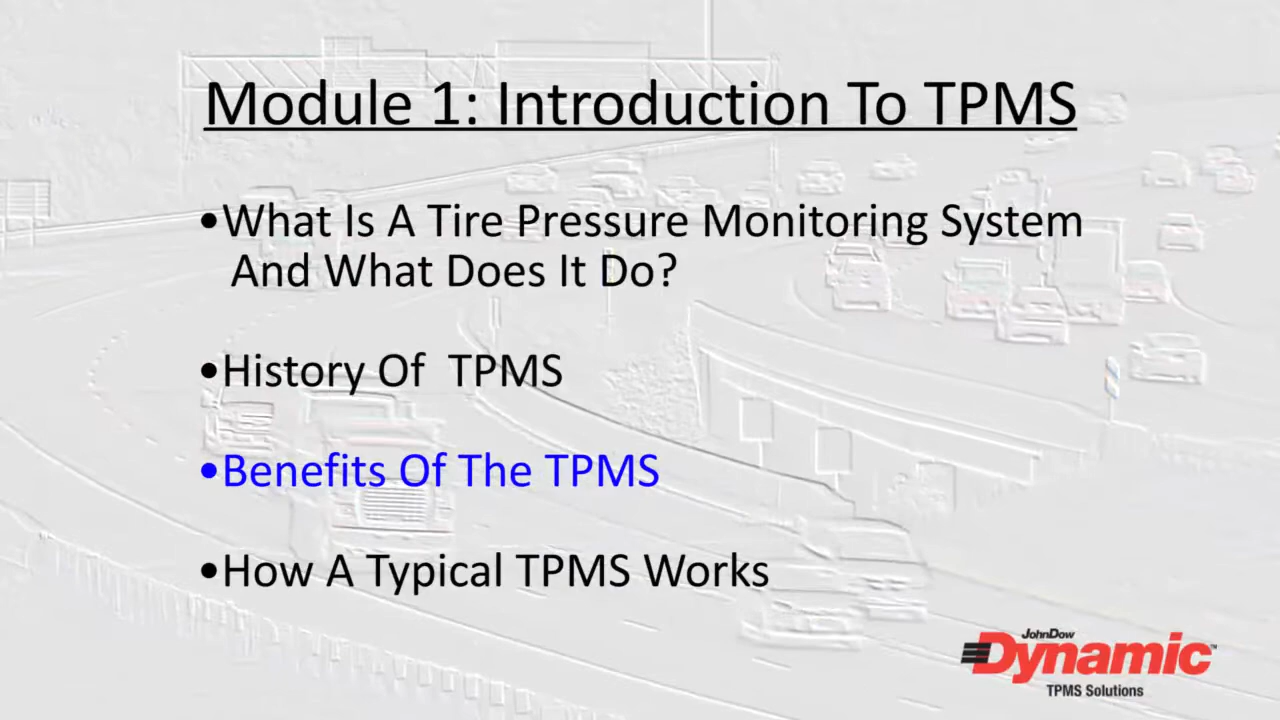 Module 1: Introduction To TPMS
•What Is A Tire Pressure Monitoring System
And What Does It Do?
•History Of  TPMS
•Benefits Of The TPMS
•How A Typical TPMS Works
JohnDow
Dynamic™
TPMS Solutions